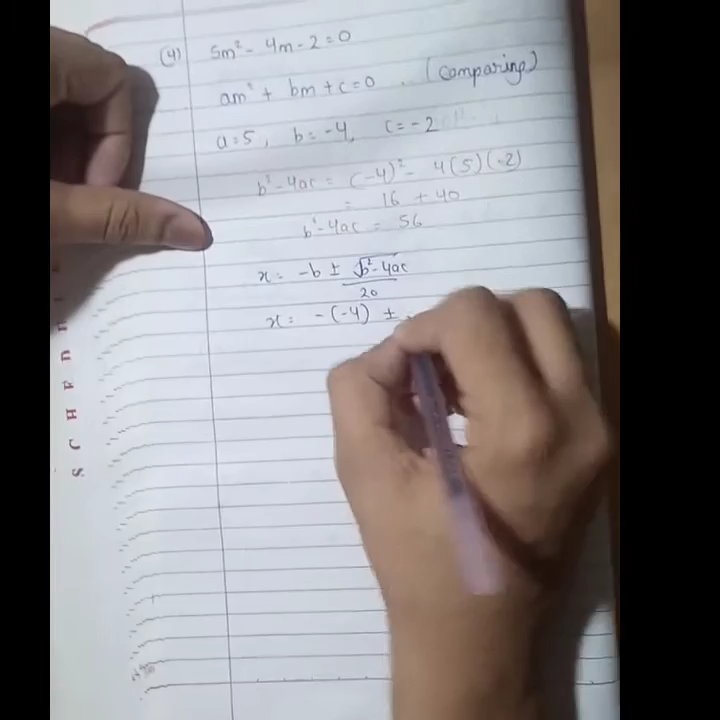 (4) 5m² - 4m - 2 = 0
am² + bm + c = 0 . (Comparing)
a = 5, b = -4, c = -2
b² - 4ac = (-4)² - 4(5)(-2)
= 16 + 40
b² - 4ac = 56
x = -b ± √b² - 4ac
20
x = -(-4) ±